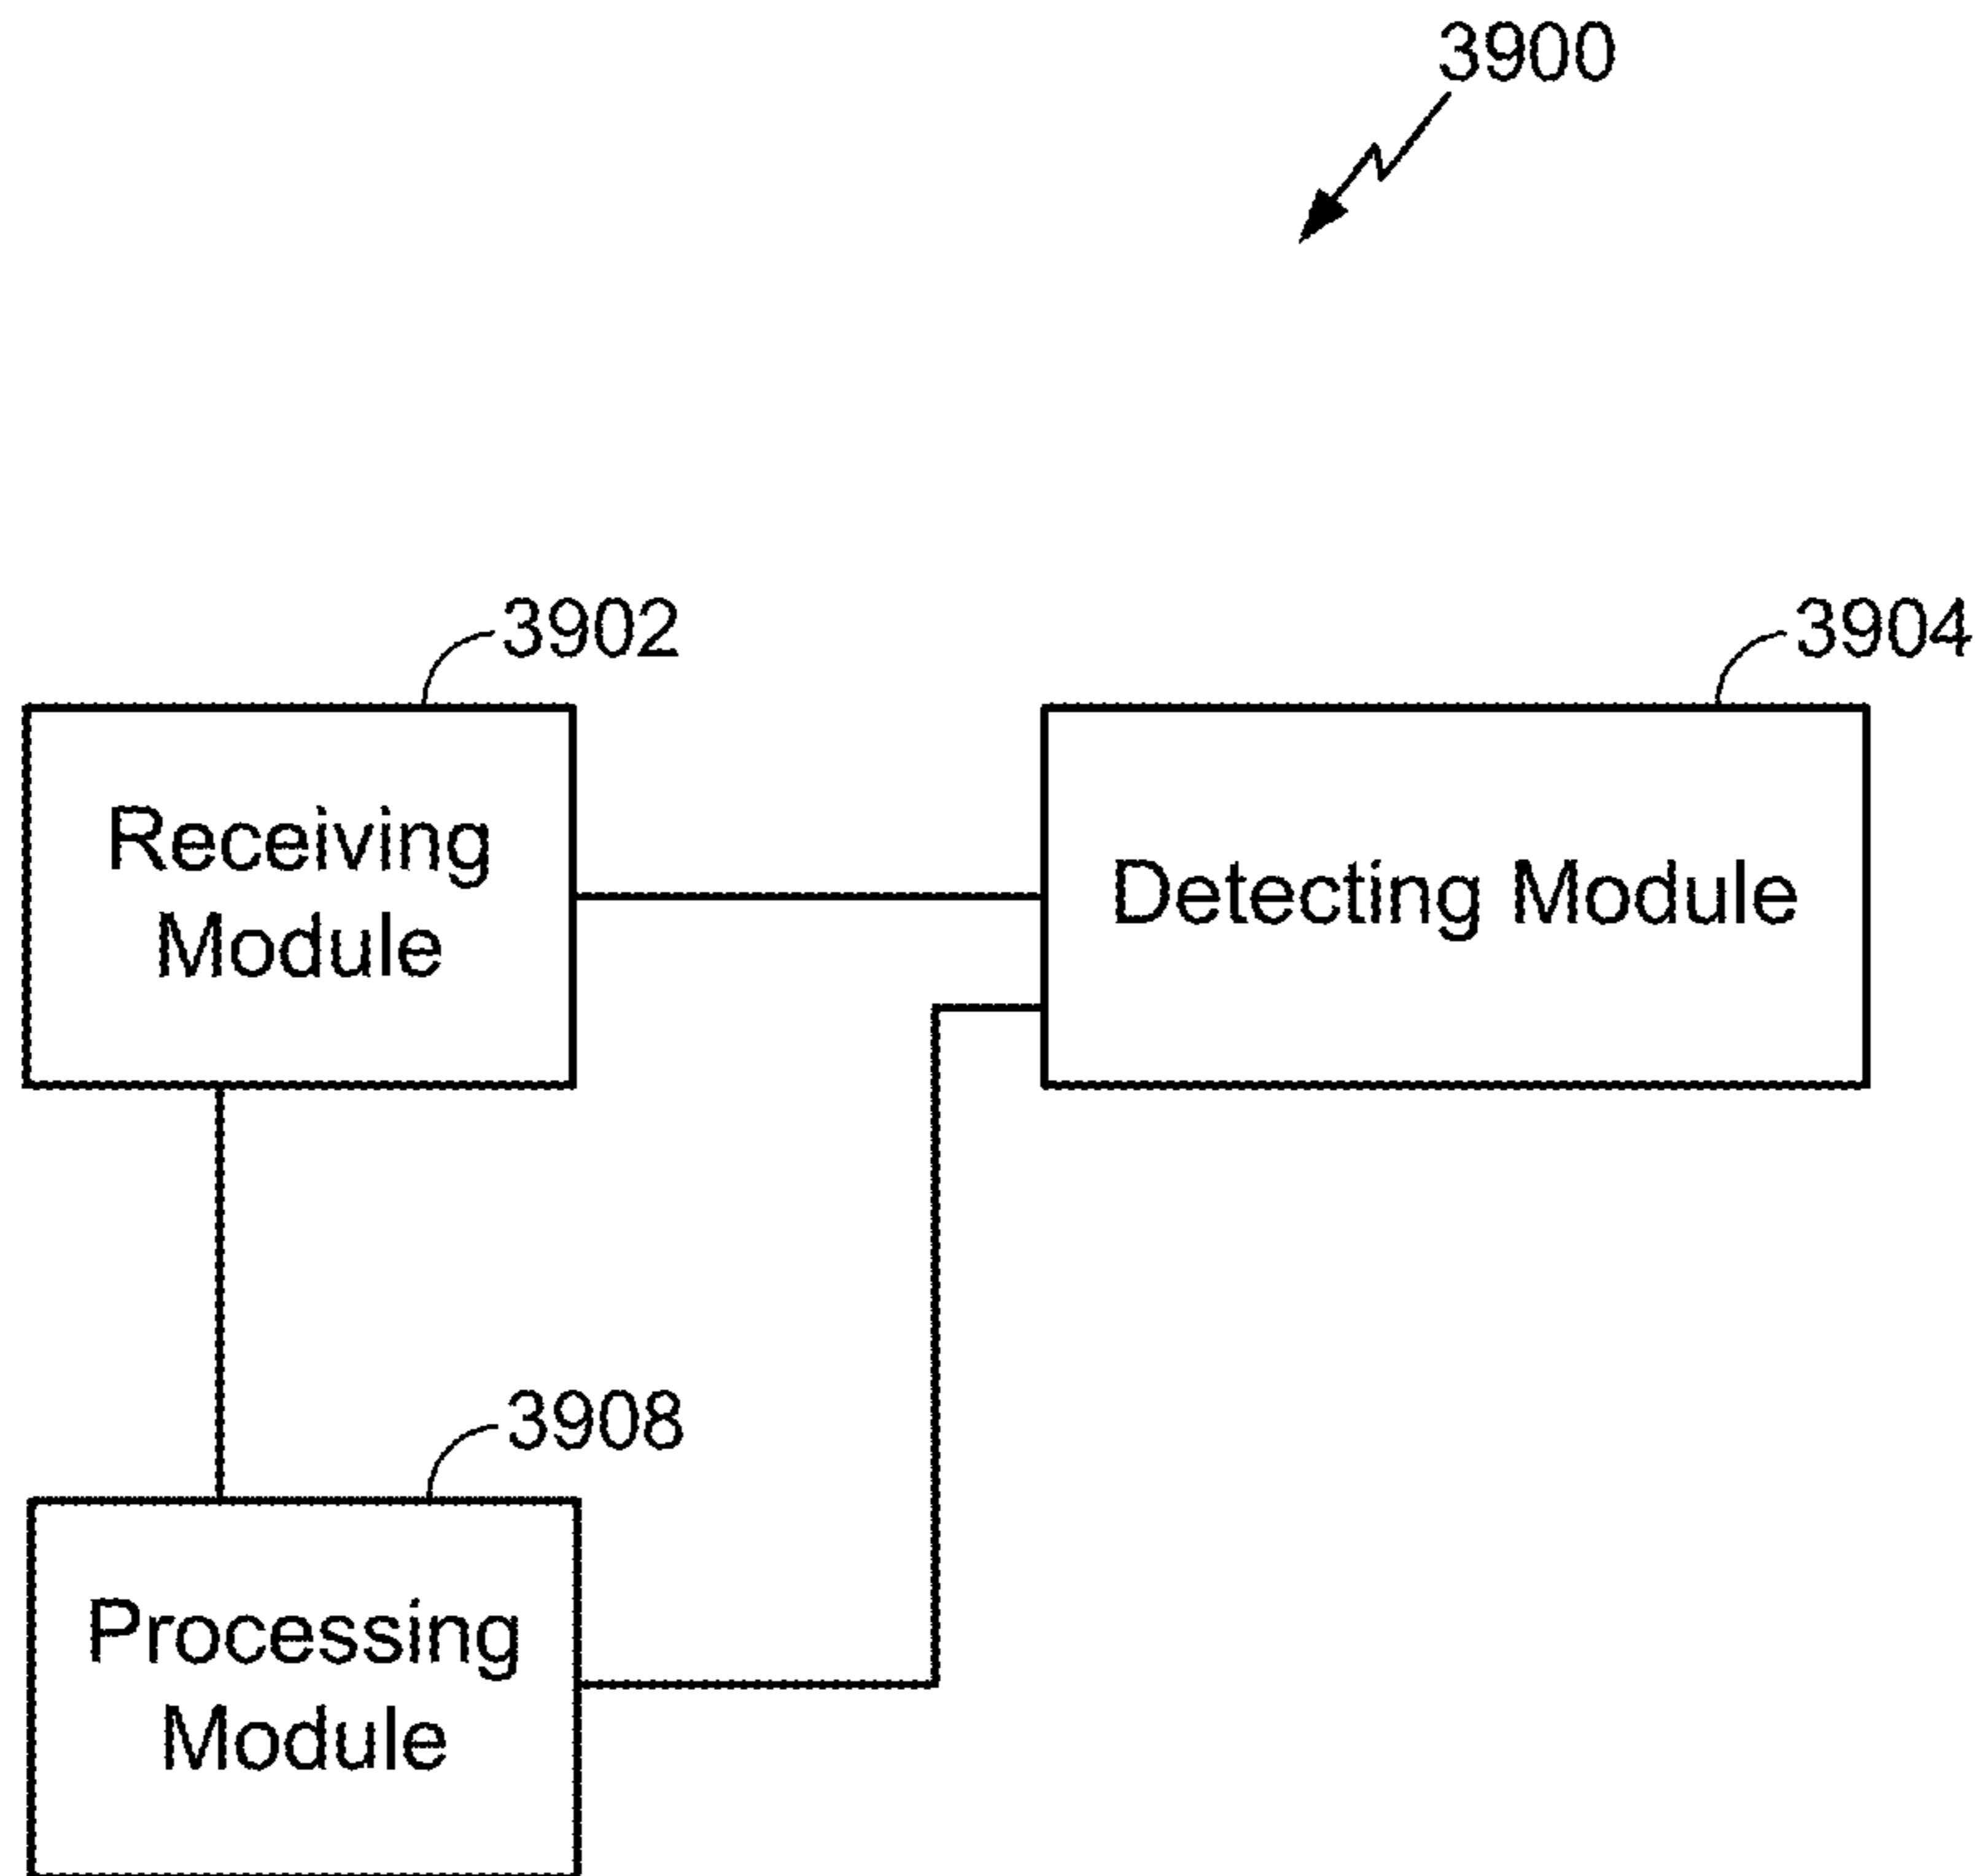 3900
3902
3904
Receiving
Module
Detecting Module
3908
Processing
Module